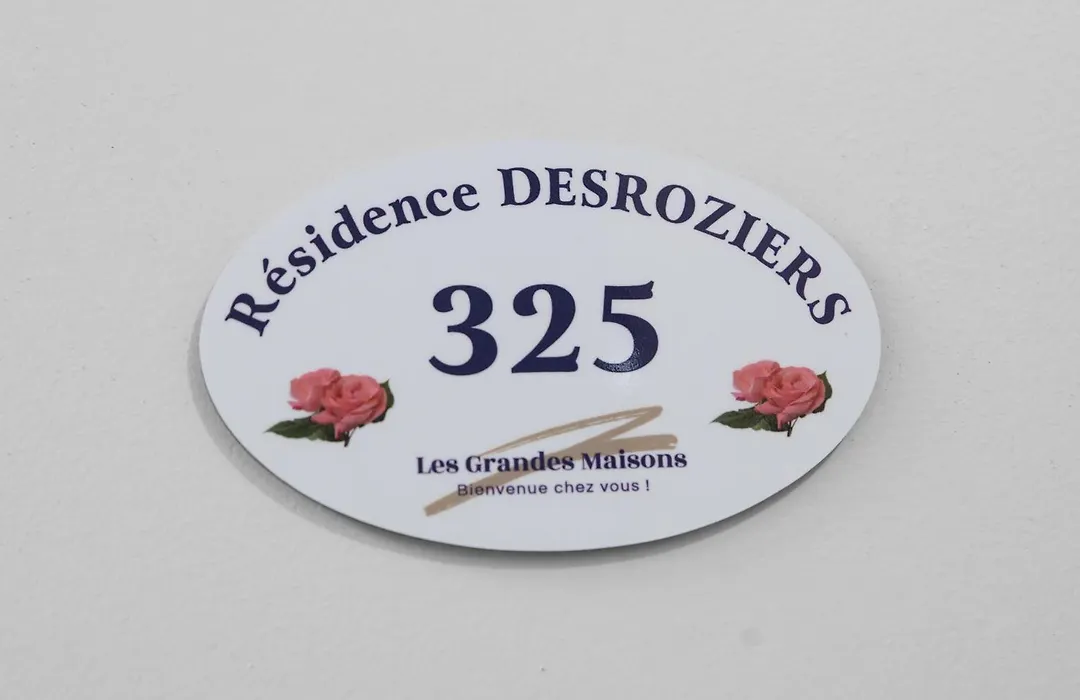 Résidence DESROZIERS
325
Les Grandes Maisons
Bienvenue chez vous !